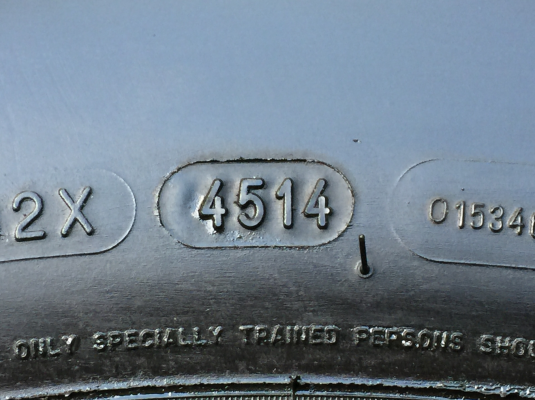 2X 4514 01534
ONLY SPECIALLY TRAINED PERSONS